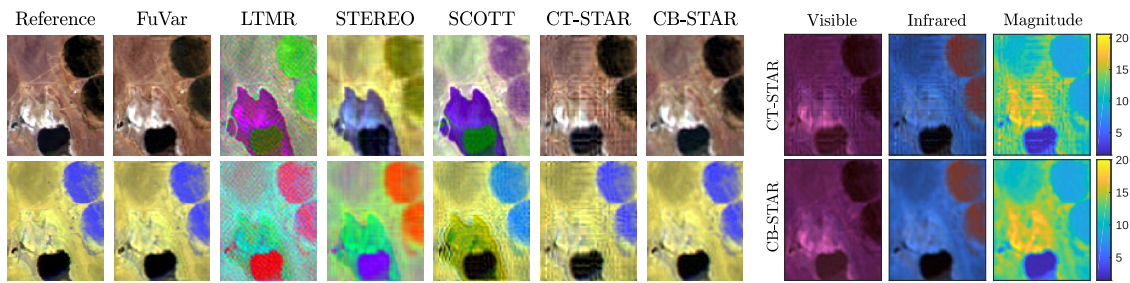 Reference FuVar LTMR STEREO SCOTT CT-STAR CB-STAR
Visible Infrared Magnitude
CT-STAR
20
15
10
5
CB-STAR
20
15
10
5